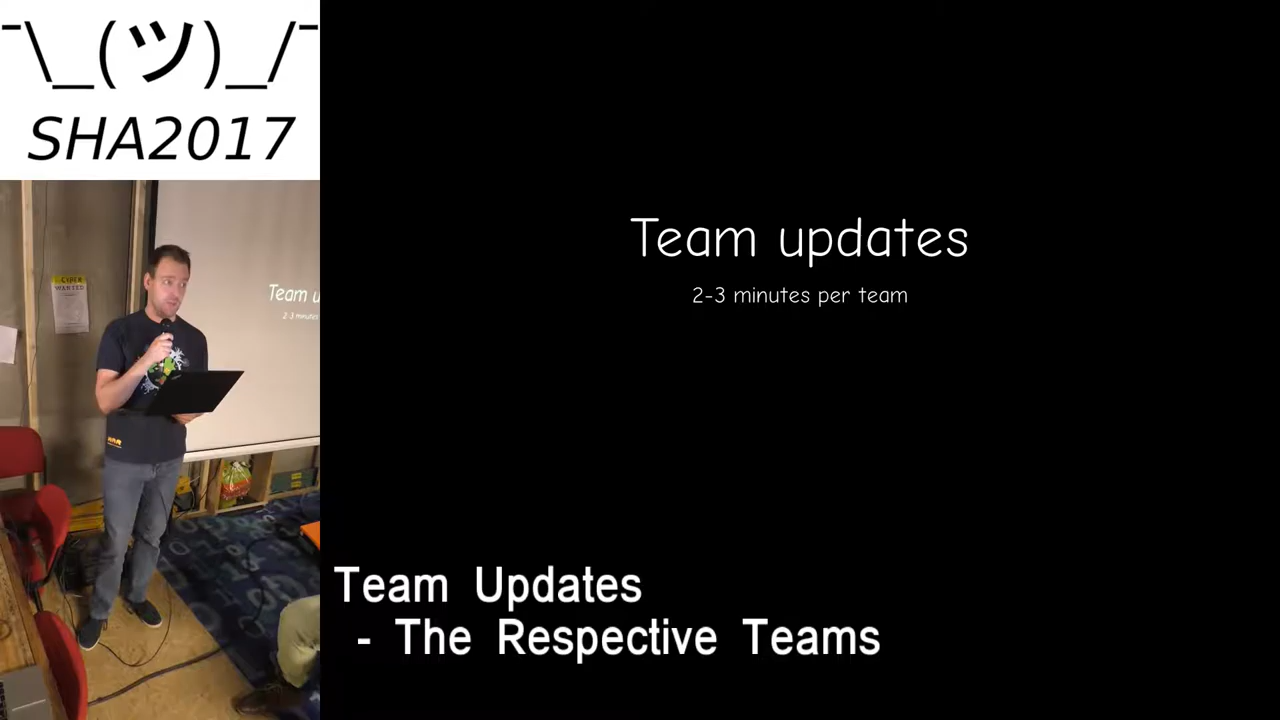 ¯\_(ツ)_/¯
SHA2017
Team updates
2-3 minutes per team
WANTED
Team u
2-3 minutes
Team Updates
- The Respective Teams